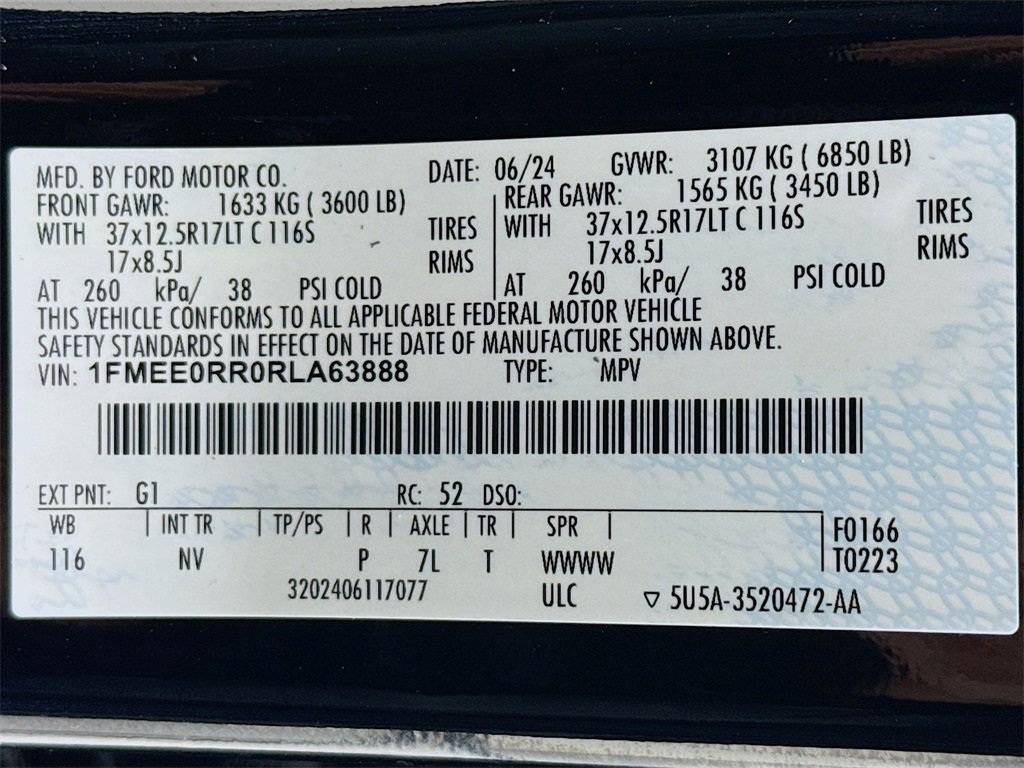 MFD. BY FORD MOTOR CO. DATE: 06/24 GVWR: 3107 KG ( 6850 LB)
FRONT GAWR: 1633 KG ( 3600 LB) REAR GAWR: 1565 KG ( 3450 LB)
WITH 37x12.5R17LT C 116S TIRES WITH 37x12.5R17LT C 116S TIRES
17x8.5J RIMS 17x8.5J RIMS
AT 260 kPa/ 38 PSI COLD AT 260 kPa/ 38 PSI COLD
THIS VEHICLE CONFORMS TO ALL APPLICABLE FEDERAL MOTOR VEHICLE
SAFETY STANDARDS IN EFFECT ON THE DATE OF MANUFACTURE SHOWN ABOVE.
VIN: 1FMEE0RR0RLA63888 TYPE: MPV
EXT PNT: G1 RC: 52 DSO:
WB INT TR TP/PS R AXLE TR SPR F0166
116 NV P 7L T WWWW T0223
3202406117077 ULC ▽ 5U5A-3520472-AA